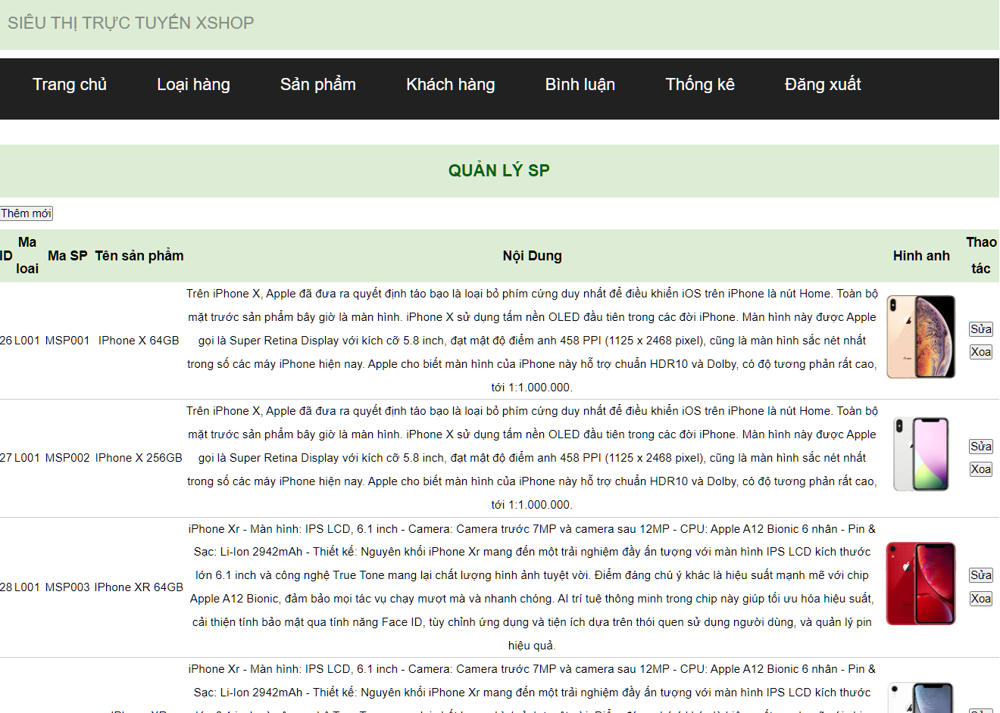 SIÊU THỊ TRỰC TUYẾN XSHOP
Trang chủ Loại hàng Sản phẩm Khách hàng Bình luận Thống kê Đăng xuất
QUẢN LÝ SP
Thêm mới
ID Ma loai Ma SP Tên sản phẩm Nội Dung Hinh anh Thao tác
26 L001 MSP001 IPhone X 64GB
Trên iPhone X, Apple đã đưa ra quyết định táo bạo là loại bỏ phím cứng duy nhất để điều khiển iOS trên iPhone là nút Home. Toàn bộ
mặt trước sản phẩm bây giờ là màn hình. iPhone X sử dụng tấm nền OLED đầu tiên trong các đời iPhone. Màn hình này được Apple
gọi là Super Retina Display với kích cỡ 5.8 inch, đạt mật độ điểm anh 458 PPI (1125 x 2468 pixel), cũng là màn hình sắc nét nhất
trong số các máy iPhone hiện nay. Apple cho biết màn hình của iPhone này hỗ trợ chuẩn HDR10 và Dolby, có độ tương phản rất cao,
tới 1:1.000.000.
Sửa
Xoa
27 L001 MSP002 IPhone X 256GB
Trên iPhone X, Apple đã đưa ra quyết định táo bạo là loại bỏ phím cứng duy nhất để điều khiển iOS trên iPhone là nút Home. Toàn bộ
mặt trước sản phẩm bây giờ là màn hình. iPhone X sử dụng tấm nền OLED đầu tiên trong các đời iPhone. Màn hình này được Apple
gọi là Super Retina Display với kích cỡ 5.8 inch, đạt mật độ điểm anh 458 PPI (1125 x 2468 pixel), cũng là màn hình sắc nét nhất
trong số các máy iPhone hiện nay. Apple cho biết màn hình của iPhone này hỗ trợ chuẩn HDR10 và Dolby, có độ tương phản rất cao,
tới 1:1.000.000.
Sửa
Xoa
28 L001 MSP003 IPhone XR 64GB
iPhone Xr - Màn hình: IPS LCD, 6.1 inch - Camera: Camera trước 7MP và camera sau 12MP - CPU: Apple A12 Bionic 6 nhân - Pin &
Sạc: Li-Ion 2942mAh - Thiết kế: Nguyên khối iPhone Xr mang đến một trải nghiệm đầy ấn tượng với màn hình IPS LCD kích thước
lớn 6.1 inch và công nghệ True Tone mang lại chất lượng hình ảnh tuyệt vời. Điểm đáng chú ý khác là hiệu suất mạnh mẽ với chip
Apple A12 Bionic, đảm bảo mọi tác vụ chạy mượt mà và nhanh chóng. AI trí tuệ thông minh trong chip này giúp tối ưu hóa hiệu suất,
cải thiện tính bảo mật qua tính năng Face ID, tùy chỉnh ứng dụng và tiện ích dựa trên thói quen sử dụng người dùng, và quản lý pin
hiệu quả.
Sửa
Xoa
iPhone Xr - Màn hình: IPS LCD, 6.1 inch - Camera: Camera trước 7MP và camera sau 12MP - CPU: Apple A12 Bionic 6 nhân - Pin &
Sạc: Li-Ion 2942mAh - Thiết kế: Nguyên khối iPhone Xr mang đến một trải nghiệm đầy ấn tượng với màn hình IPS LCD kích thước